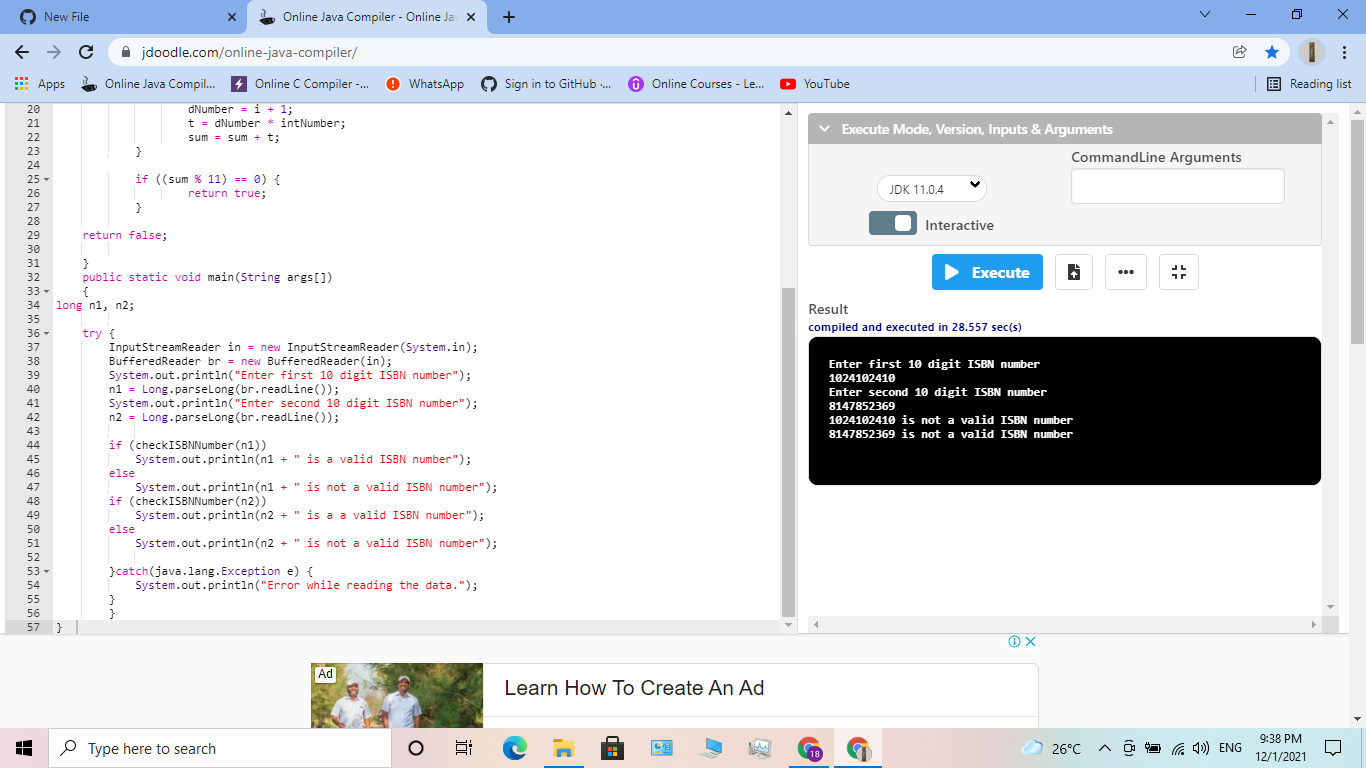 New File
Online Java Compiler - Online Ja
jdoodle.com/online-java-compiler/
Apps
Online Java Compil...
Online C Compiler -...
WhatsApp
Sign in to GitHub ·...
Online Courses - Le...
YouTube
Reading list
20 dNumber = i + 1;
21 t = dNumber * intNumber;
22 sum = sum + t;
23 }
24
25 if ((sum % 11) == 0) {
26 return true;
27 }
28
29 return false;
30
31 }
32 public static void main(String args[])
33 {
34 long n1, n2;
35
36 try {
37 InputStreamReader in = new InputStreamReader(System.in);
38 BufferedReader br = new BufferedReader(in);
39 System.out.println("Enter first 10 digit ISBN number");
40 n1 = Long.parseLong(br.readLine());
41 System.out.println("Enter second 10 digit ISBN number");
42 n2 = Long.parseLong(br.readLine());
43
44 if (checkISBNNumber(n1))
45 System.out.println(n1 + " is a valid ISBN number");
46 else
47 System.out.println(n1 + " is not a valid ISBN number");
48 if (checkISBNNumber(n2))
49 System.out.println(n2 + " is a a valid ISBN number");
50 else
51 System.out.println(n2 + " is not a valid ISBN number");
52
53 }catch(java.lang.Exception e) {
54 System.out.println("Error while reading the data.");
55 }
56 }
57 }
Execute Mode, Version, Inputs & Arguments
CommandLine Arguments
JDK 11.0.4
Interactive
Execute
•••
Result
compiled and executed in 28.557 sec(s)
Enter first 10 digit ISBN number
1024102410
Enter second 10 digit ISBN number
8147852369
1024102410 is not a valid ISBN number
8147852369 is not a valid ISBN number
Ad
Learn How To Create An Ad
Type here to search
18
26°C
ENG
9:38 PM
12/1/2021